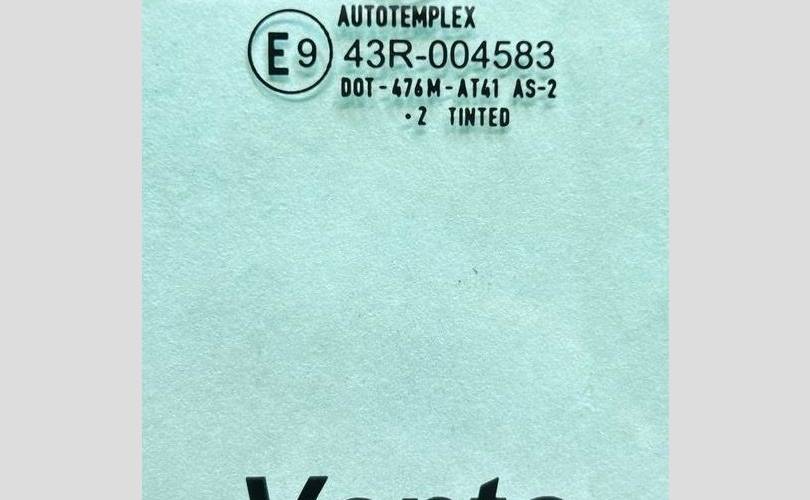 AUTOTEMPLEX
E9 43R-004583
DOT-476M-AT41 AS-2
·2 TINTED